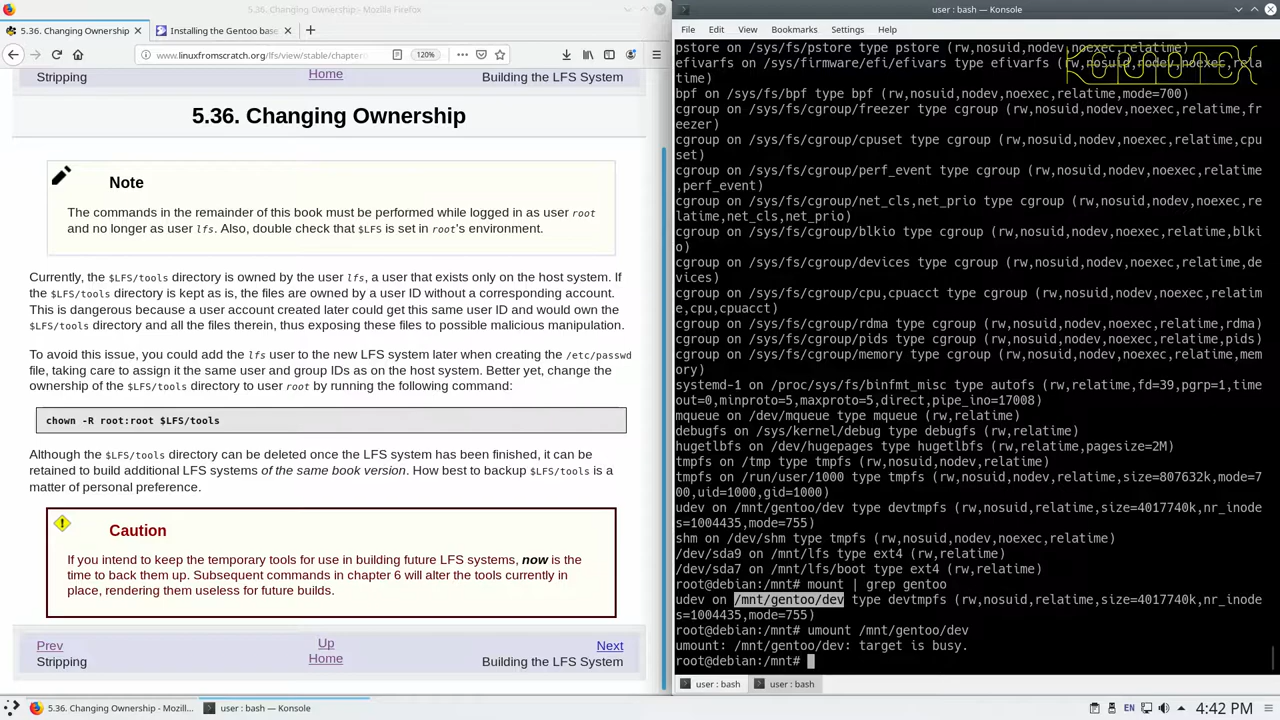 5.36. Changing Ownership - Mozilla Firefox
5.36. Changing Ownership
Installing the Gentoo base
www.linuxfromscratch.org/lfs/view/stable/chapter
120%
Stripping
Home
Building the LFS System
5.36. Changing Ownership
Note
The commands in the remainder of this book must be performed while logged in as user root
and no longer as user lfs. Also, double check that $LFS is set in root's environment.
Currently, the $LFS/tools directory is owned by the user lfs, a user that exists only on the host system. If
the $LFS/tools directory is kept as is, the files are owned by a user ID without a corresponding account.
This is dangerous because a user account created later could get this same user ID and would own the
$LFS/tools directory and all the files therein, thus exposing these files to possible malicious manipulation.
To avoid this issue, you could add the lfs user to the new LFS system later when creating the /etc/passwd
file, taking care to assign it the same user and group IDs as on the host system. Better yet, change the
ownership of the $LFS/tools directory to user root by running the following command:
chown -R root:root $LFS/tools
Although the $LFS/tools directory can be deleted once the LFS system has been finished, it can be
retained to build additional LFS systems of the same book version. How best to backup $LFS/tools is a
matter of personal preference.
Caution
If you intend to keep the temporary tools for use in building future LFS systems, now is the
time to back them up. Subsequent commands in chapter 6 will alter the tools currently in
place, rendering them useless for future builds.
Prev
Up
Next
Stripping
Home
Building the LFS System
user : bash — Konsole
File Edit View Bookmarks Settings Help
pstore on /sys/fs/pstore type pstore (rw,nosuid,nodev,noexec,relatime)
efivarfs on /sys/firmware/efi/efivars type efivarfs (rw,nosuid,nodev,noexec,rela
time)
bpf on /sys/fs/bpf type bpf (rw,nosuid,nodev,noexec,relatime,mode=700)
cgroup on /sys/fs/cgroup/freezer type cgroup (rw,nosuid,nodev,noexec,relatime,fr
eezer)
cgroup on /sys/fs/cgroup/cpuset type cgroup (rw,nosuid,nodev,noexec,relatime,cpu
set)
cgroup on /sys/fs/cgroup/perf_event type cgroup (rw,nosuid,nodev,noexec,relatime
,perf_event)
cgroup on /sys/fs/cgroup/net_cls,net_prio type cgroup (rw,nosuid,nodev,noexec,re
latime,net_cls,net_prio)
cgroup on /sys/fs/cgroup/blkio type cgroup (rw,nosuid,nodev,noexec,relatime,blki
o)
cgroup on /sys/fs/cgroup/devices type cgroup (rw,nosuid,nodev,noexec,relatime,de
vices)
cgroup on /sys/fs/cgroup/cpu,cpuacct type cgroup (rw,nosuid,nodev,noexec,relatim
e,cpu,cpuacct)
cgroup on /sys/fs/cgroup/rdma type cgroup (rw,nosuid,nodev,noexec,relatime,rdma)
cgroup on /sys/fs/cgroup/pids type cgroup (rw,nosuid,nodev,noexec,relatime,pids)
cgroup on /sys/fs/cgroup/memory type cgroup (rw,nosuid,nodev,noexec,relatime,mem
ory)
systemd-1 on /proc/sys/fs/binfmt_misc type autofs (rw,relatime,fd=39,pgrp=1,time
out=0,minproto=5,maxproto=5,direct,pipe_ino=17008)
mqueue on /dev/mqueue type mqueue (rw,relatime)
debugfs on /sys/kernel/debug type debugfs (rw,relatime)
hugetlbfs on /dev/hugepages type hugetlbfs (rw,relatime,pagesize=2M)
tmpfs on /tmp type tmpfs (rw,nosuid,nodev,relatime)
tmpfs on /run/user/1000 type tmpfs (rw,nosuid,nodev,relatime,size=807632k,mode=7
00,uid=1000,gid=1000)
udev on /mnt/gentoo/dev type devtmpfs (rw,nosuid,relatime,size=4017740k,nr_inode
s=1004435,mode=755)
shm on /dev/shm type tmpfs (rw,nosuid,nodev,noexec,relatime)
/dev/sda9 on /mnt/lfs type ext4 (rw,relatime)
/dev/sda7 on /mnt/lfs/boot type ext4 (rw,relatime)
root@debian:/mnt# mount | grep gentoo
udev on /mnt/gentoo/dev type devtmpfs (rw,nosuid,relatime,size=4017740k,nr_inode
s=1004435,mode=755)
root@debian:/mnt# umount /mnt/gentoo/dev
umount: /mnt/gentoo/dev: target is busy.
root@debian:/mnt#
user : bash
user : bash
5.36. Changing Ownership - Mozill...
user : bash — Konsole
EN
4:42 PM